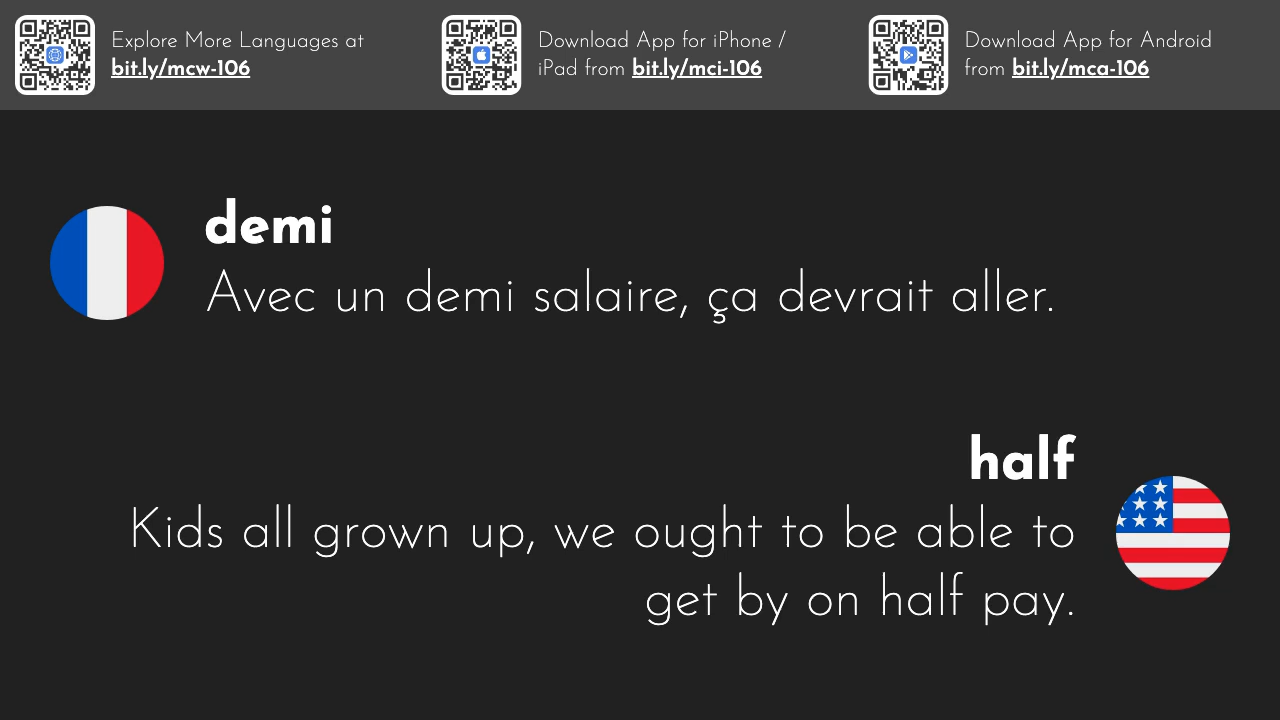 Explore More Languages at
bit.ly/mcw-106
Download App for iPhone /
iPad from bit.ly/mci-106
Download App for Android
from bit.ly/mca-106
demi
Avec un demi salaire, ça devrait aller.
half
Kids all grown up, we ought to be able to
get by on half pay.